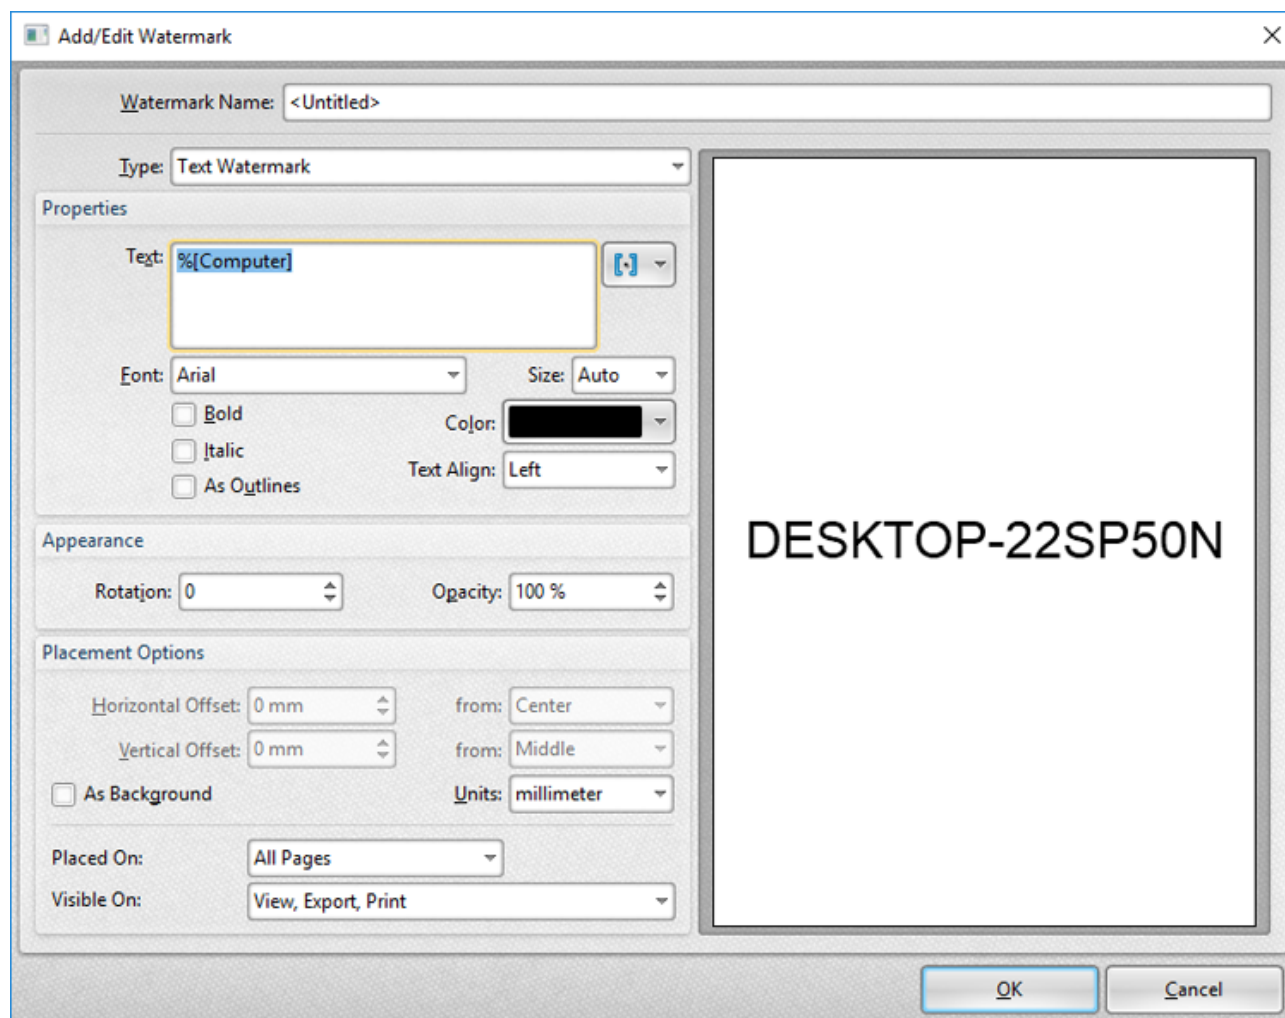 Add/Edit Watermark
Watermark Name: <Untitled>
Type: Text Watermark
Properties
Text: %[Computer]
Font: Arial Size: Auto
Bold
Color:
Italic
Text Align: Left
As Outlines
Appearance
Rotation: 0 Opacity: 100 %
Placement Options
Horizontal Offset: 0 mm from: Center
Vertical Offset: 0 mm from: Middle
As Background Units: millimeter
Placed On: All Pages
Visible On: View, Export, Print
DESKTOP-22SP50N
OK Cancel